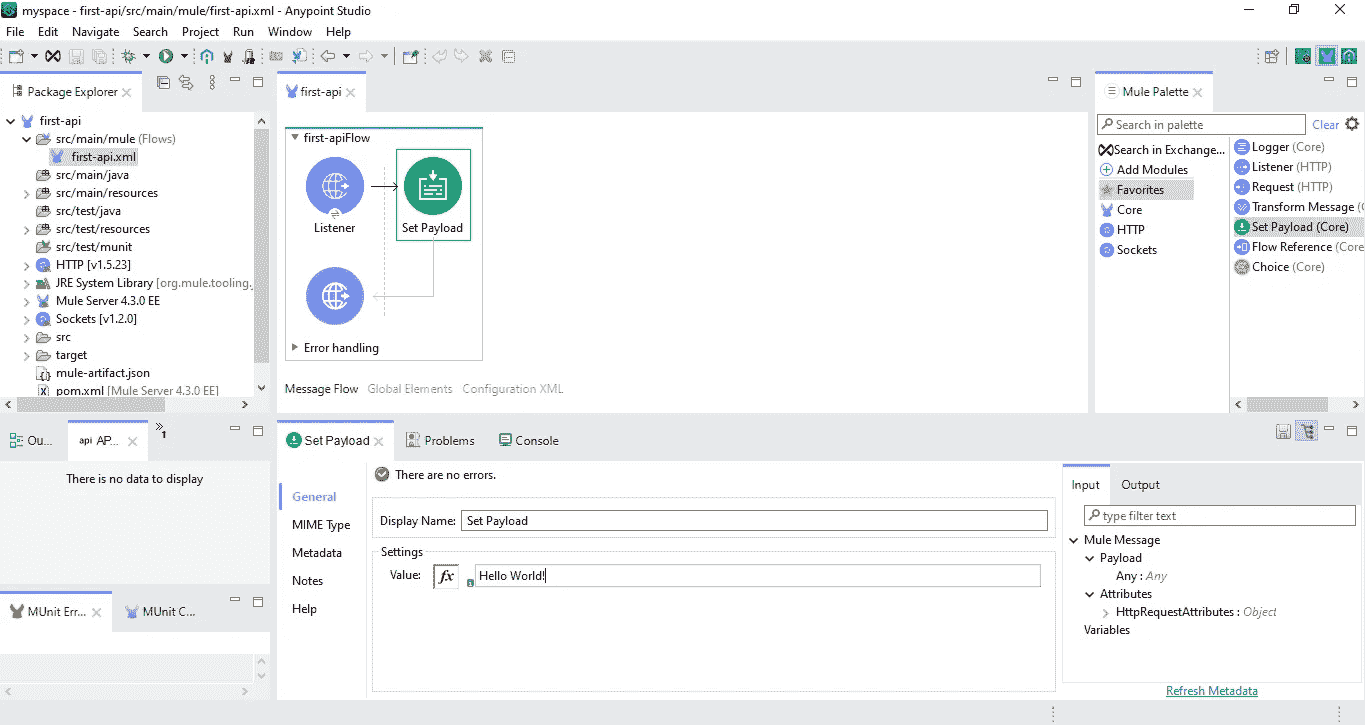 myspace - first-api/src/main/mule/first-api.xml - Anypoint Studio
File Edit Navigate Search Project Run Window Help
Package Explorer
first-api
src/main/mule (Flows)
first-api.xml
src/main/java
src/main/resources
src/test/java
src/test/resources
src/test/munit
HTTP [v1.5.23]
JRE System Library [org.mule.tooling.
Mule Server 4.3.0 EE
Sockets [v1.2.0]
src
target
mule-artifact.json
pom.xml [Mule Server 4.3.0 EE]
first-api
first-apiFlow
Listener
Set Payload
Error handling
Message Flow Global Elements Configuration XML
Mule Palette
Search in palette
Clear
Search in Exchange...
Add Modules
Favorites
Core
HTTP
Sockets
Logger (Core)
Listener (HTTP)
Request (HTTP)
Transform Message (
Set Payload (Core)
Flow Reference (Core
Choice (Core)
Ou...
api AP...
1
There is no data to display
MUnit Err...
MUnit C...
Set Payload
Problems
Console
There are no errors.
General
MIME Type
Metadata
Notes
Help
Display Name: Set Payload
Settings
Value: fx Hello World!
Input
Output
type filter text
Mule Message
Payload
Any : Any
Attributes
HttpRequestAttributes : Object
Variables
Refresh Metadata